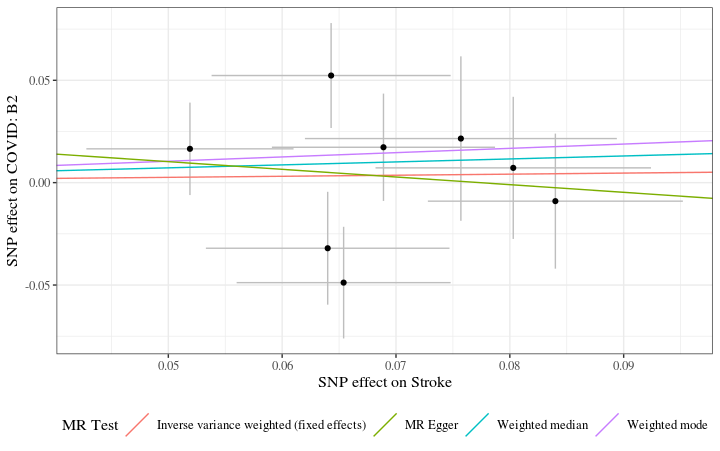 SNP effect on COVID: B2
0.05
0.00
-0.05
0.05 0.06 0.07 0.08 0.09
SNP effect on Stroke
MR Test Inverse variance weighted (fixed effects) MR Egger Weighted median Weighted mode